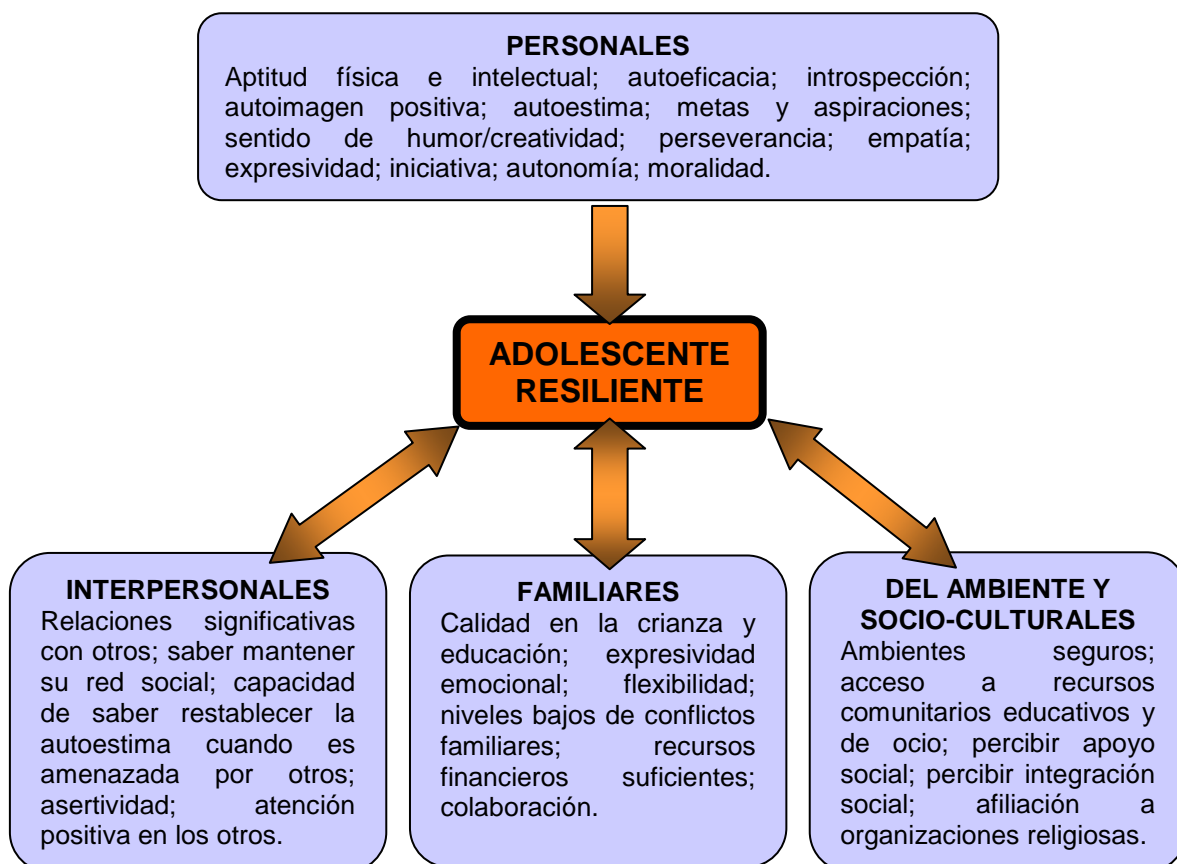 PERSONALES
Aptitud física e intelectual; autoeficacia; introspección;
autoimagen positiva; autoestima; metas y aspiraciones;
sentido de humor/creatividad; perseverancia; empatía;
expresividad; iniciativa; autonomía; moralidad.
ADOLESCENTE
RESILIENTE
INTERPERSONALES
Relaciones significativas
con otros; saber mantener
su red social; capacidad
de saber restablecer la
autoestima cuando es
amenazada por otros;
asertividad; atención
positiva en los otros.
FAMILIARES
Calidad en la crianza y
educación; expresividad
emocional; flexibilidad;
niveles bajos de conflictos
familiares; recursos
financieros suficientes;
colaboración.
DEL AMBIENTE Y
SOCIO-CULTURALES
Ambientes seguros;
acceso a recursos
comunitarios educativos y
de ocio; percibir apoyo
social; percibir integración
social; afiliación a
organizaciones religiosas.